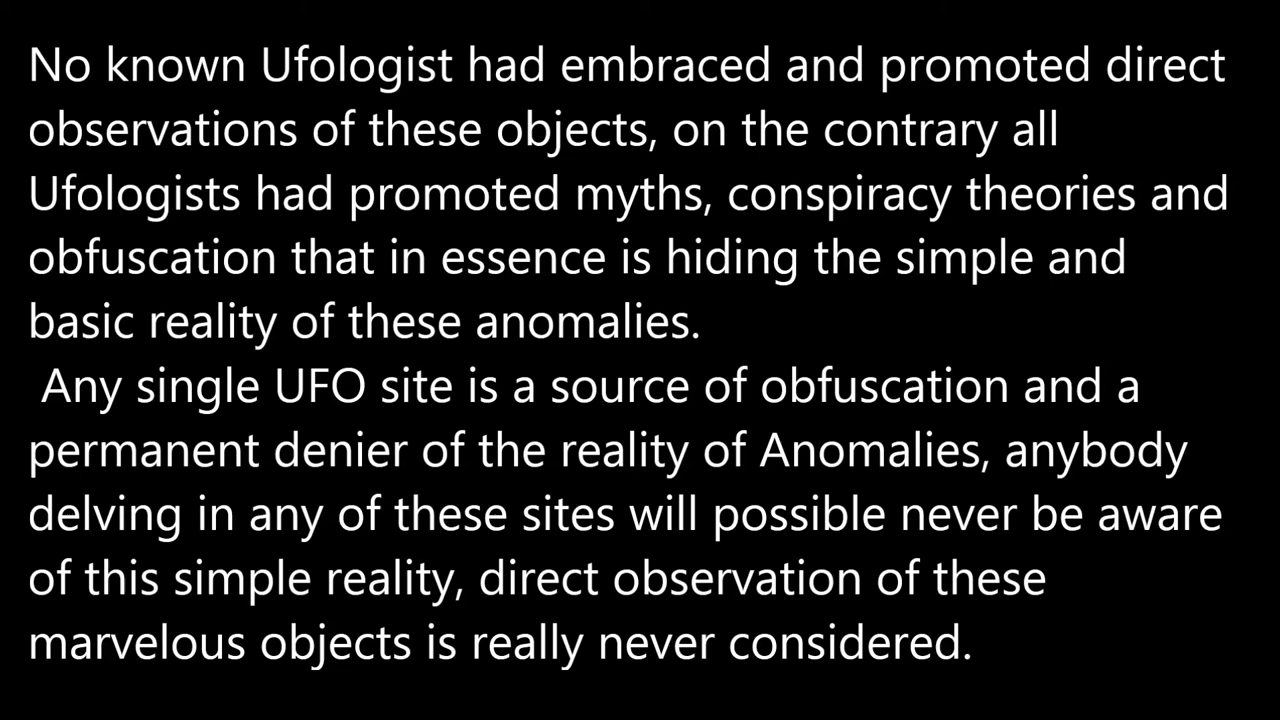 No known Ufologist had embraced and promoted direct
observations of these objects, on the contrary all
Ufologists had promoted myths, conspiracy theories and
obfuscation that in essence is hiding the simple and
basic reality of these anomalies.
Any single UFO site is a source of obfuscation and a
permanent denier of the reality of Anomalies, anybody
delving in any of these sites will possible never be aware
of this simple reality, direct observation of these
marvelous objects is really never considered.